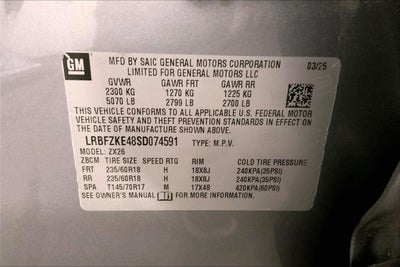 GM
MFD BY SAIC GENERAL MOTORS CORPORATION 03/25
LIMITED FOR GENERAL MOTORS LLC
GVWR GAWR FRT GAWR RR
2300 KG 1270 KG 1225 KG
5070 LB 2799 LB 2700 LB
THIS VEHICLE CONFORMS TO ALL APPLICABLE U.S. FEDERAL MOTOR
VEHICLE SAFETY AND THEFT PREVENTION STANDARDS IN EFFECT ON
THE DATE OF MANUFACTURE SHOWN ABOVE.
LRBFZKE48SD074591 TYPE: M.P.V.
MODEL: ZX26
ZBCM TIRE SIZE SPEED RTG RIM COLD TIRE PRESSURE
FRT 235/60R18 H 18X8J 240KPA(35PSI)
RR 235/60R18 H 18X8J 240KPA(35PSI)
SPA T145/70R17 M 17X4B 420KPA(60PSI)
SEE OWNER'S MANUAL FOR MORE INFORMATION.